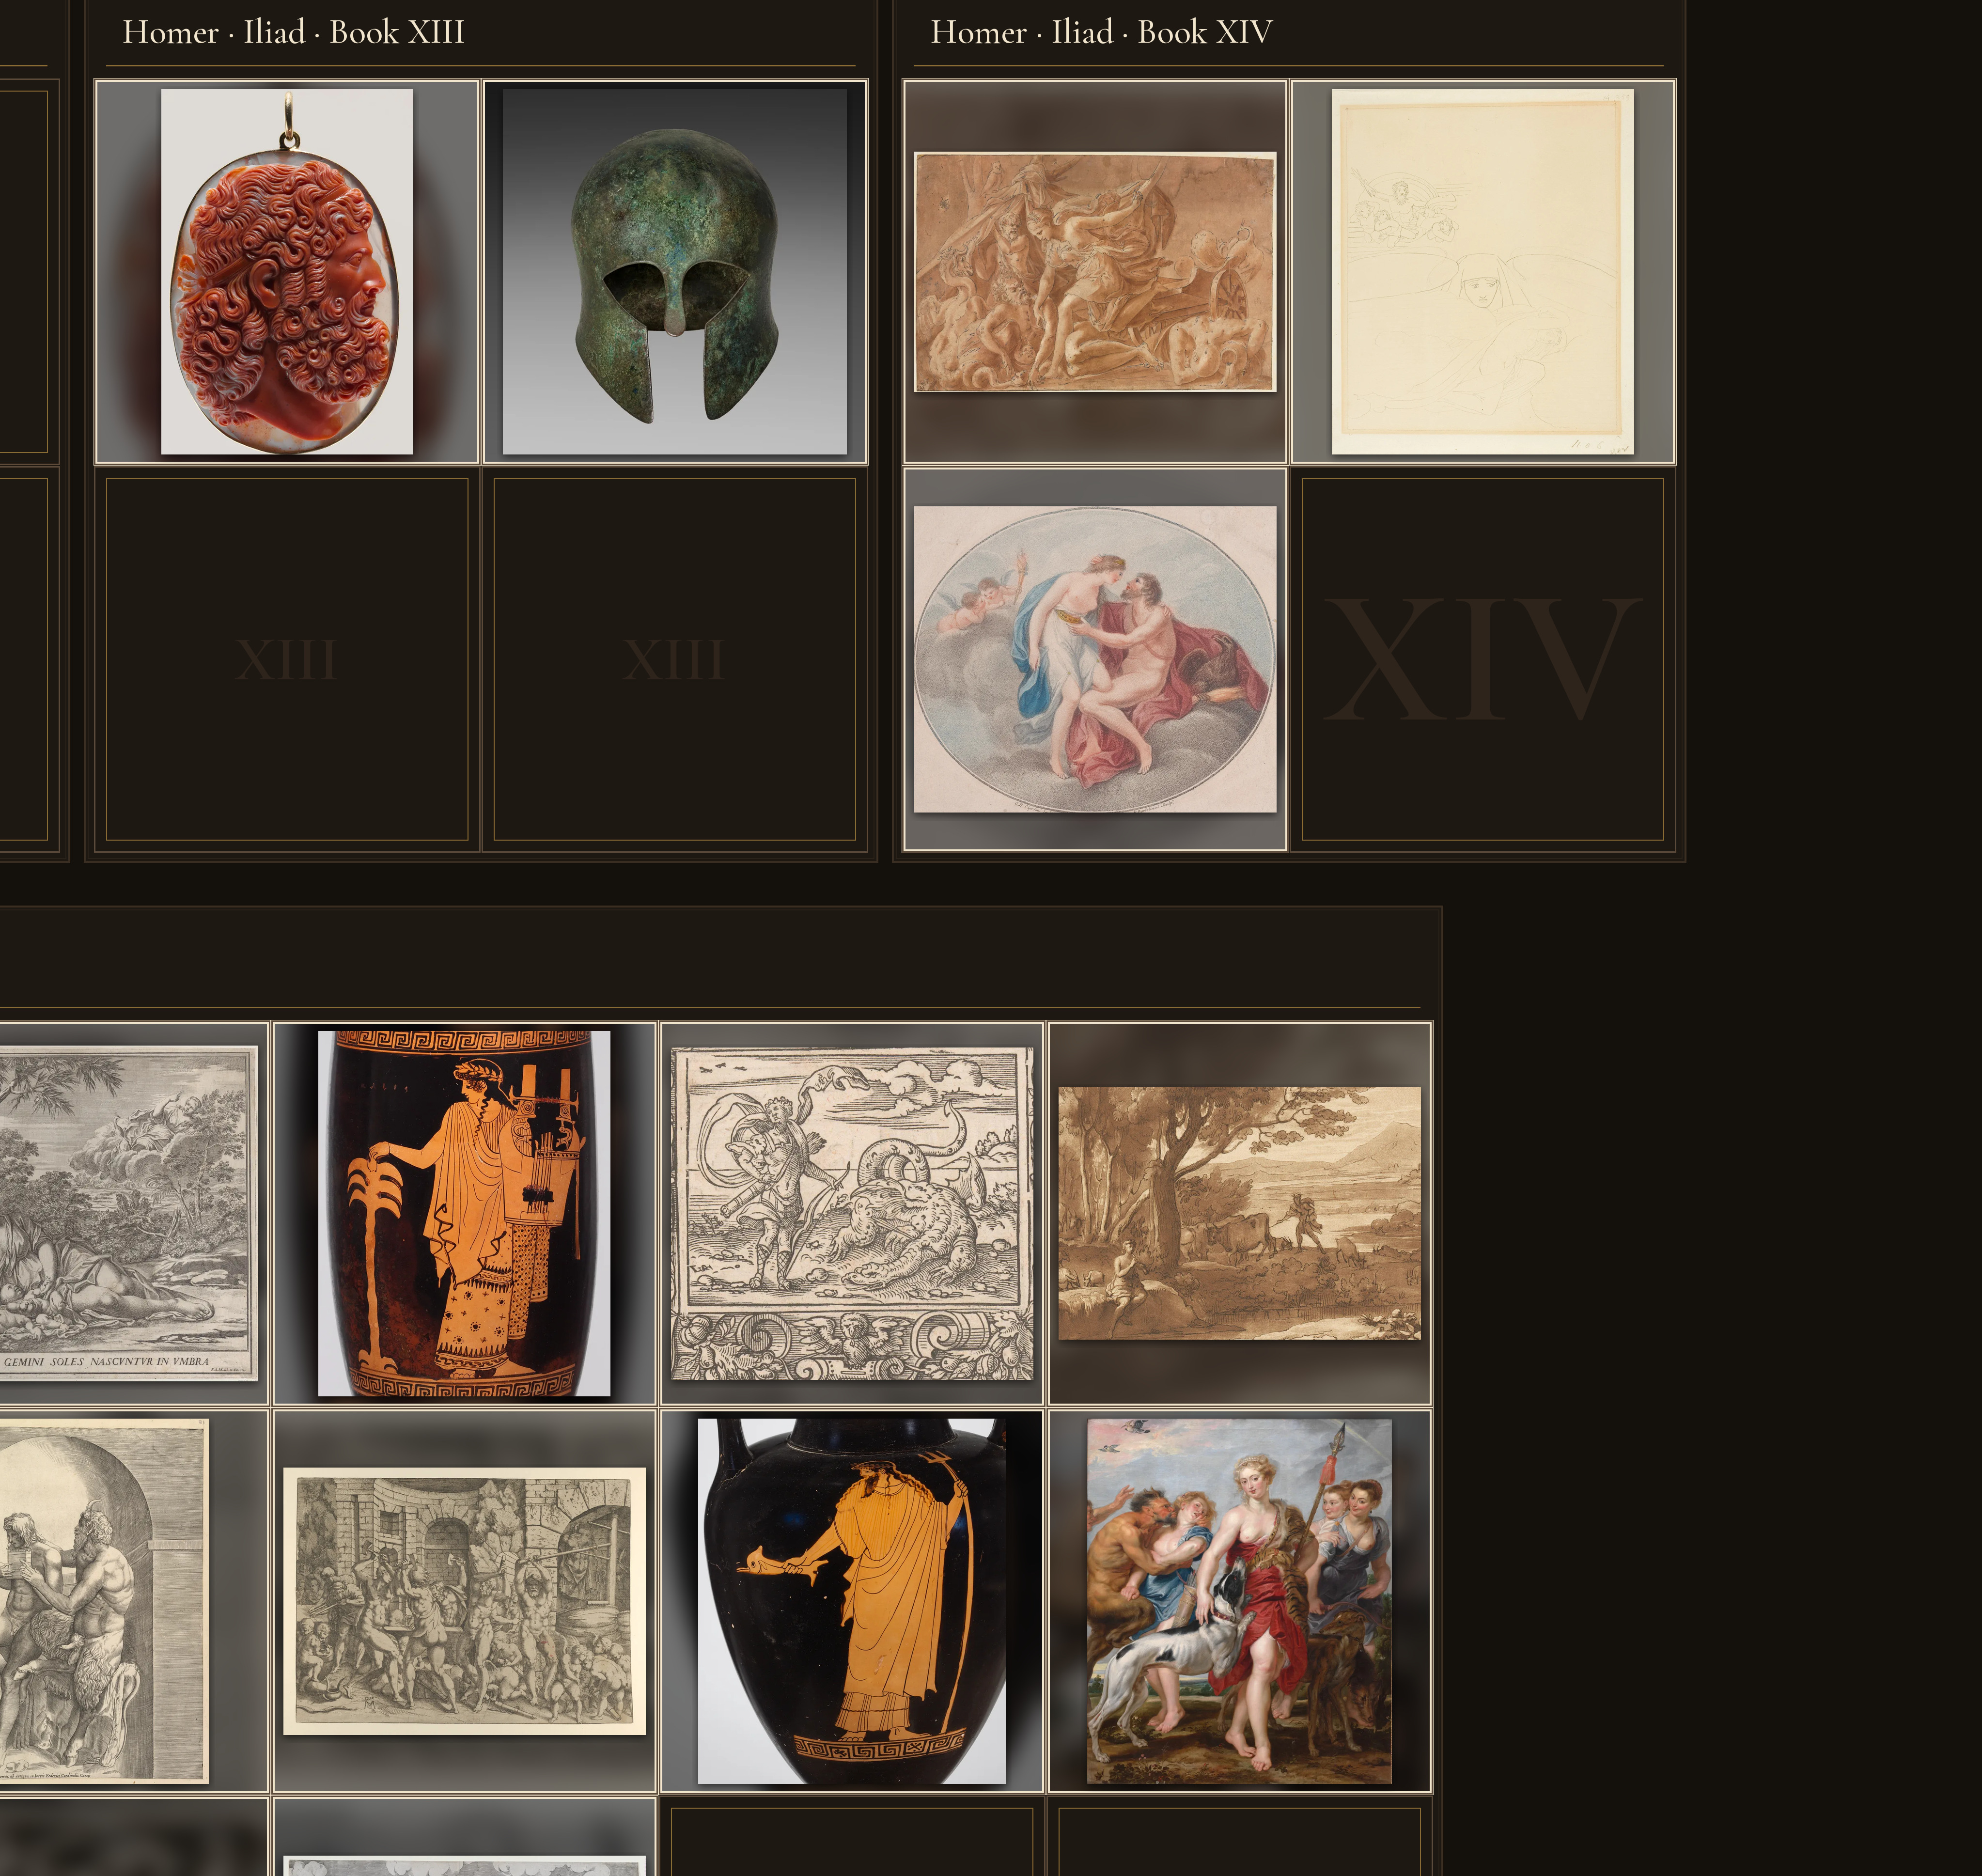 Homer · Iliad · Book XIII
Homer · Iliad · Book XIV
XIII
XIII
XIV
GEMINI SOLES NASCVNTVR IN VMBRA